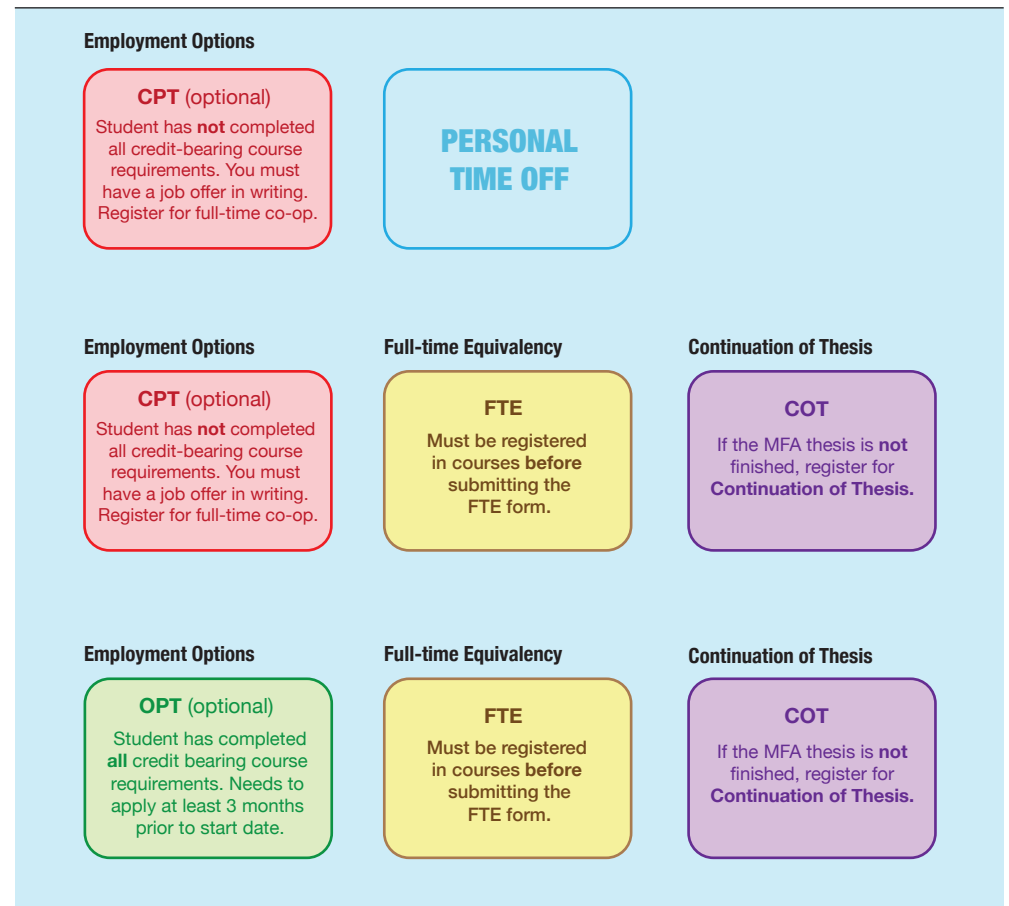 Employment Options
CPT (optional)
Student has not completed
all credit-bearing course
requirements. You must
have a job offer in writing.
Register for full-time co-op.
PERSONAL
TIME OFF
Employment Options
CPT (optional)
Student has not completed
all credit-bearing course
requirements. You must
have a job offer in writing.
Register for full-time co-op.
Full-time Equivalency
FTE
Must be registered
in courses before
submitting the
FTE form.
Continuation of Thesis
COT
If the MFA thesis is not
finished, register for
Continuation of Thesis.
Employment Options
OPT (optional)
Student has completed
all credit bearing course
requirements. Needs to
apply at least 3 months
prior to start date.
Full-time Equivalency
FTE
Must be registered
in courses before
submitting the
FTE form.
Continuation of Thesis
COT
If the MFA thesis is not
finished, register for
Continuation of Thesis.